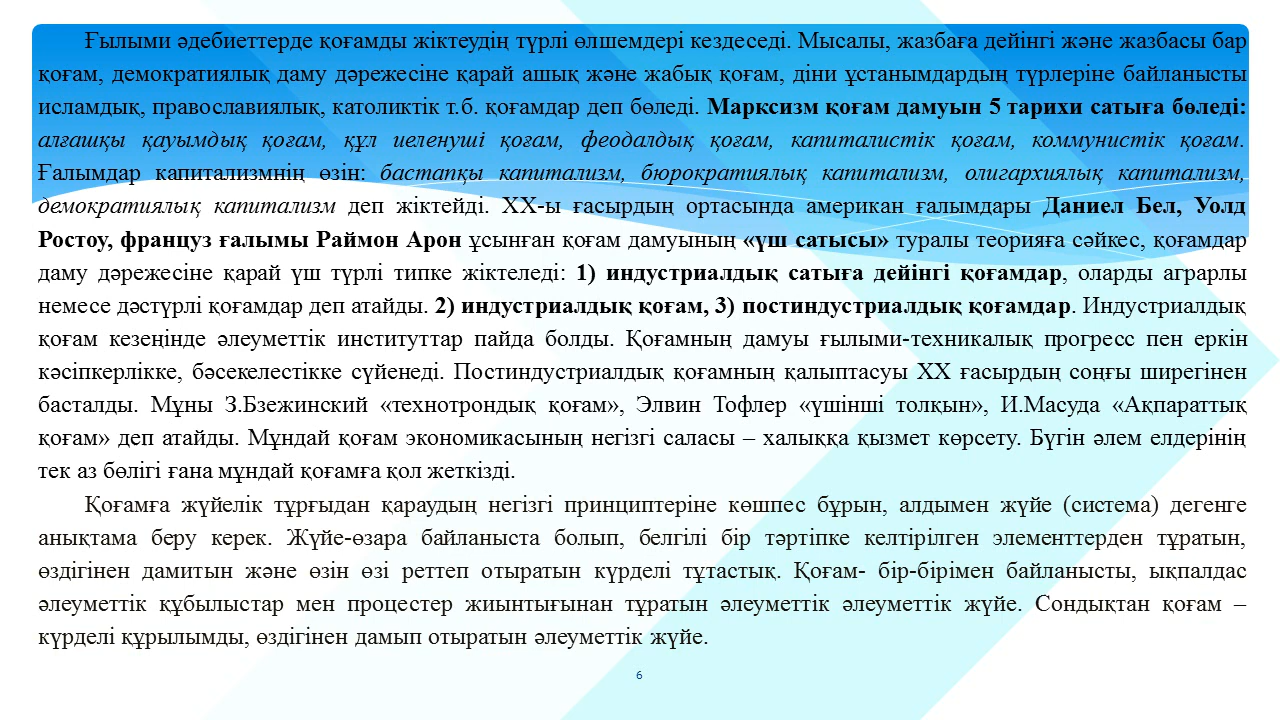 Ғылыми әдебиеттерде қоғамды жіктеудің түрлі өлшемдері кездеседі. Мысалы, жазбаға дейінгі және жазбасы бар
қоғам, демократиялық даму дәрежесіне қарай ашық және жабық қоғам, діни ұстанымдардың түрлеріне байланысты
исламдық, православиялық, католиктік т.б. қоғамдар деп бөледі. Марксизм қоғам дамуын 5 тарихи сатыға бөледі:
алғашқы қауымдық қоғам, құл иеленуші қоғам, феодалдық қоғам, капиталистік қоғам, коммунистік қоғам.
Ғалымдар капитализмнің өзін: бастапқы капитализм, бюрократиялық капитализм, олигархиялық капитализм,
демократиялық капитализм деп жіктейді. ХХ-ы ғасырдың ортасында американ ғалымдары Даниел Бел, Уолд
Ростоу, француз ғалымы Раймон Арон ұсынған қоғам дамуының «үш сатысы» туралы теорияға сәйкес, қоғамдар
даму дәрежесіне қарай үш түрлі типке жіктеледі: 1) индустриалдық сатыға дейінгі қоғамдар, оларды аграрлы
немесе дәстүрлі қоғамдар деп атайды. 2) индустриалдық қоғам, 3) постиндустриалдық қоғамдар. Индустриалдық
қоғам кезеңінде әлеуметтік институттар пайда болды. Қоғамның дамуы ғылыми-техникалық прогресс пен еркін
кәсіпкерлікке, бәсекелестікке сүйенеді. Постиндустриалдық қоғамның қалыптасуы ХХ ғасырдың соңғы ширегінен
басталды. Мұны З.Бзежинский «технотрондық қоғам», Элвин Тофлер «үшінші толқын», И.Масуда «Ақпараттық
қоғам» деп атайды. Мұндай қоғам экономикасының негізгі саласы – халыққа қызмет көрсету. Бүгін әлем елдерінің
тек аз бөлігі ғана мұндай қоғамға қол жеткізді.
Қоғамға жүйелік тұрғыдан қараудың негізгі принциптеріне көшпес бұрын, алдымен жүйе (система) дегенге
анықтама беру керек. Жүйе-өзара байланыста болып, белгілі бір тәртіпке келтірілген элементтерден тұратын,
өздігінен дамитын және өзін өзі реттеп отыратын күрделі тұтастық. Қоғам- бір-бірімен байланысты, ықпалдас
әлеуметтік құбылыстар мен процестер жиынтығынан тұратын әлеуметтік әлеуметтік жүйе. Сондықтан қоғам –
күрделі құрылымды, өздігінен дамып отыратын әлеуметтік жүйе.
6